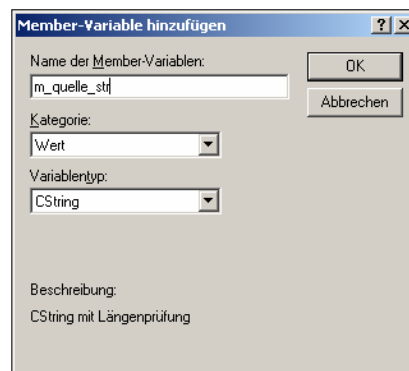 Member-Variable hinzufügen
Name der Member-Variablen:
m_quelle_str
OK
Abbrechen
Kategorie:
Wert
Variablentyp:
CString
Beschreibung:
CString mit Längenprüfung